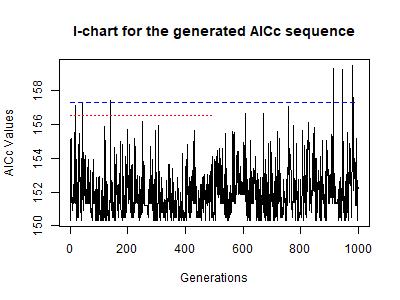 I-chart for the generated AICc sequence
AICc Values
158
156
154
152
150
0 200 400 600 800 1000
Generations